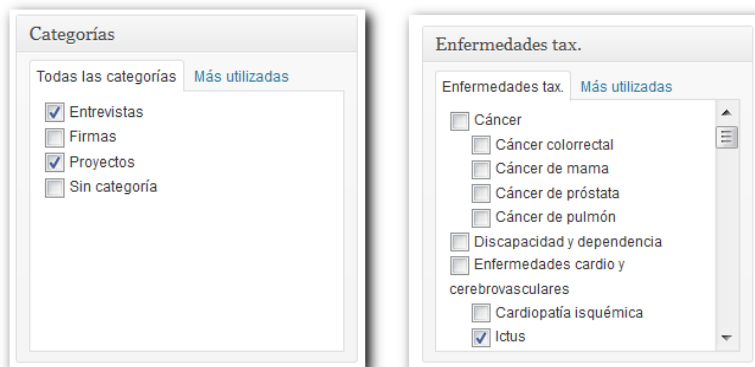 Categorías
Todas las categorías
Más utilizadas
Entrevistas
Firmas
Proyectos
Sin categoría
Enfermedades tax.
Enfermedades tax.
Más utilizadas
Cáncer
Cáncer colorrectal
Cáncer de mama
Cáncer de próstata
Cáncer de pulmón
Discapacidad y dependencia
Enfermedades cardio y
cerebrovasculares
Cardiopatía isquémica
Ictus